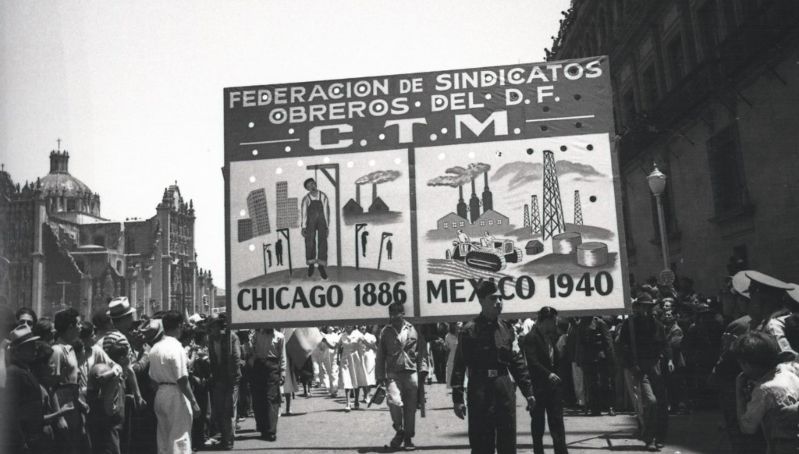 FEDERACION DE SINDICATOS
OBREROS · DEL · D. F.
C. T. M.
CHICAGO 1886
MEXICO 1940